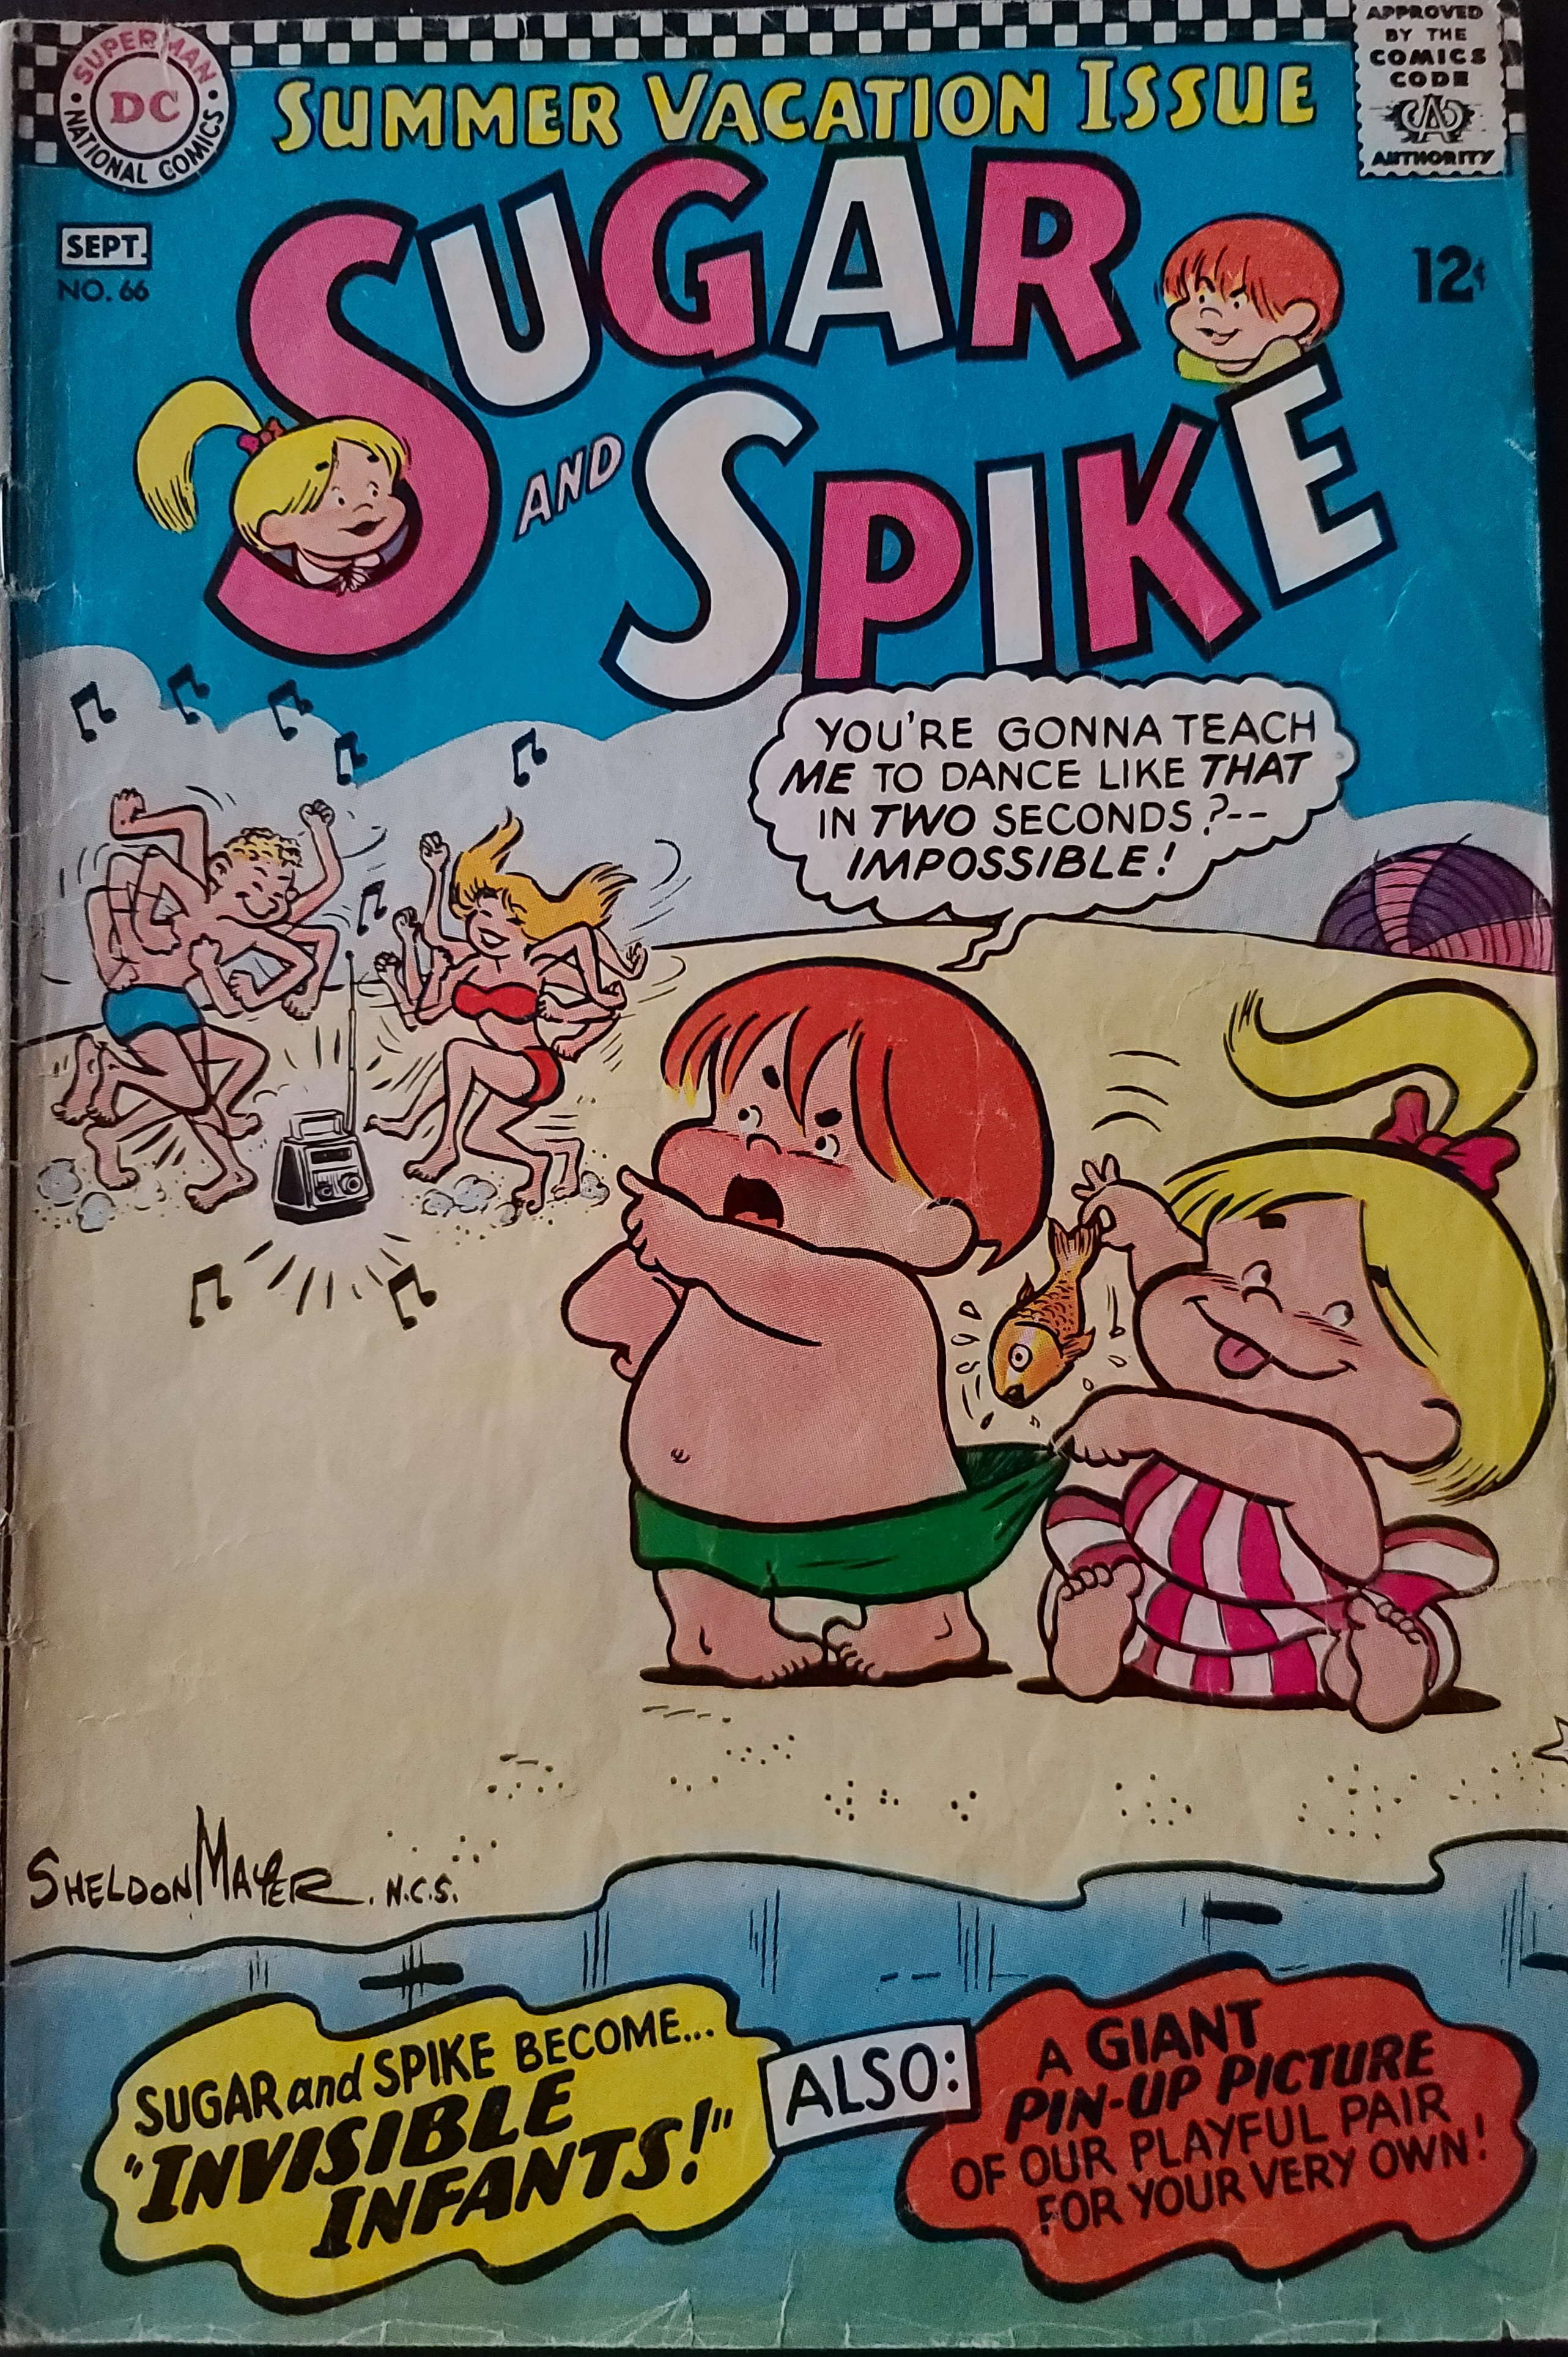 SUPERMAN
DC
NATIONAL COMICS
SUMMER VACATION ISSUE
APPROVED
BY THE
COMICS
CODE
A
AUTHORITY
SEPT.
NO. 66
12¢
SUGAR
AND
SPIKE
YOU'RE GONNA TEACH
ME TO DANCE LIKE THAT
IN TWO SECONDS?--
IMPOSSIBLE!
SHELDON MAYER. N.C.S.
SUGAR and SPIKE BECOME...
"INVISIBLE
INFANTS!"
ALSO:
A GIANT
PIN-UP PICTURE
OF OUR PLAYFUL PAIR
FOR YOUR VERY OWN!